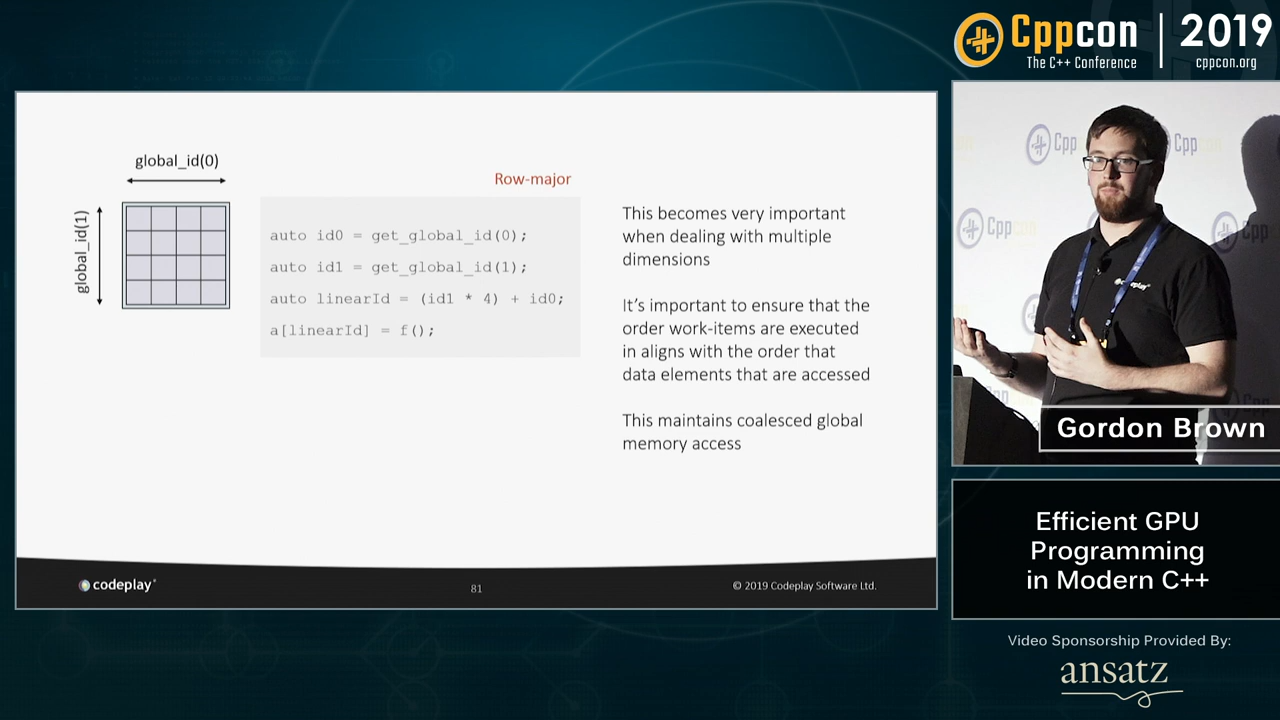 Cppcon
The C++ Conference
2019
cppcon.org
global_id(0)
global_id(1)
Row-major
auto id0 = get_global_id(0);
auto id1 = get_global_id(1);
auto linearId = (id1 * 4) + id0;
a[linearId] = f();
This becomes very important
when dealing with multiple
dimensions
It's important to ensure that the
order work-items are executed
in aligns with the order that
data elements that are accessed
This maintains coalesced global
memory access
codeplay
81
© 2019 Codeplay Software Ltd.
Cpp
Cpp
Cppcon
codeplay
Gordon Brown
Efficient GPU
Programming
in Modern C++
Video Sponsorship Provided By:
ansatz